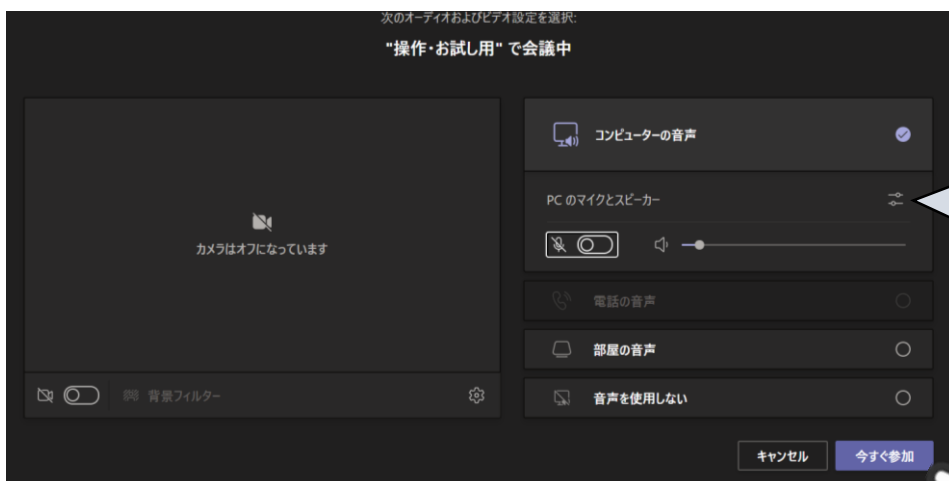 次のオーディオおよびビデオ設定を選択:
"操作・お試し用" で会議中
カメラはオフになっています
背景フィルター
コンピューターの音声
PC のマイクとスピーカー
電話の音声
部屋の音声
音声を使用しない
キャンセル
今すぐ参加